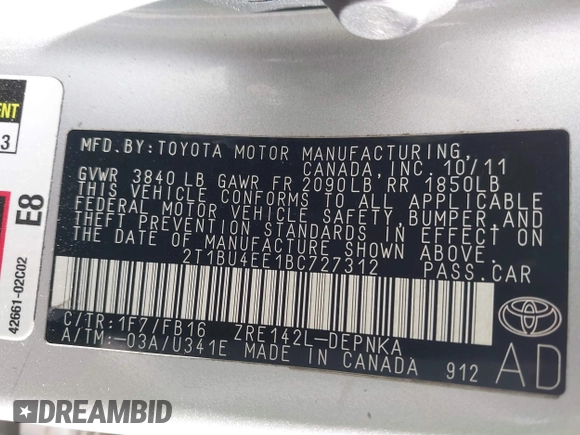 ENT
3
E8
42661-02C02
MFD.BY:TOYOTA MOTOR MANUFACTURING,
CANADA, INC. 10/11
GVWR 3840 LB GAWR FR 2090LB RR 1850LB
THIS VEHICLE CONFORMS TO ALL APPLICABLE
FEDERAL MOTOR VEHICLE SAFETY, BUMPER AND
THEFT PREVENTION STANDARDS IN EFFECT ON
THE DATE OF MANUFACTURE SHOWN ABOVE.
2T1BU4EE1BC727312 PASS.CAR
C/TR:1F7/FB16 ZRE142L-DEPNKA
A/TM:-03A/U341E MADE IN CANADA 912
TOYOTA
AD
DREAMBID